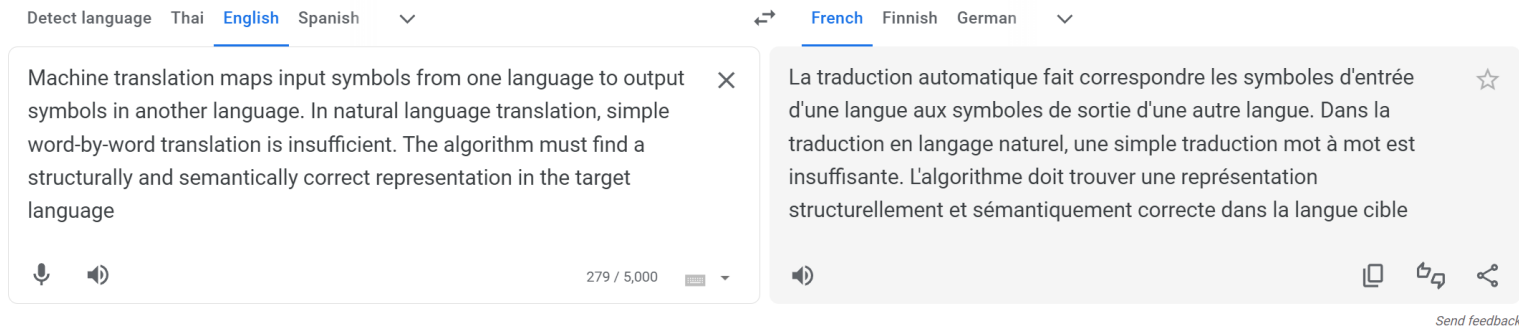 Detect language Thai English Spanish
French Finnish German
Machine translation maps input symbols from one language to output
symbols in another language. In natural language translation, simple
word-by-word translation is insufficient. The algorithm must find a
structurally and semantically correct representation in the target
language
279 / 5,000
La traduction automatique fait correspondre les symboles d'entrée
d'une langue aux symboles de sortie d'une autre langue. Dans la
traduction en langage naturel, une simple traduction mot à mot est
insuffisante. L'algorithme doit trouver une représentation
structurellement et sémantiquement correcte dans la langue cible
Send feedback